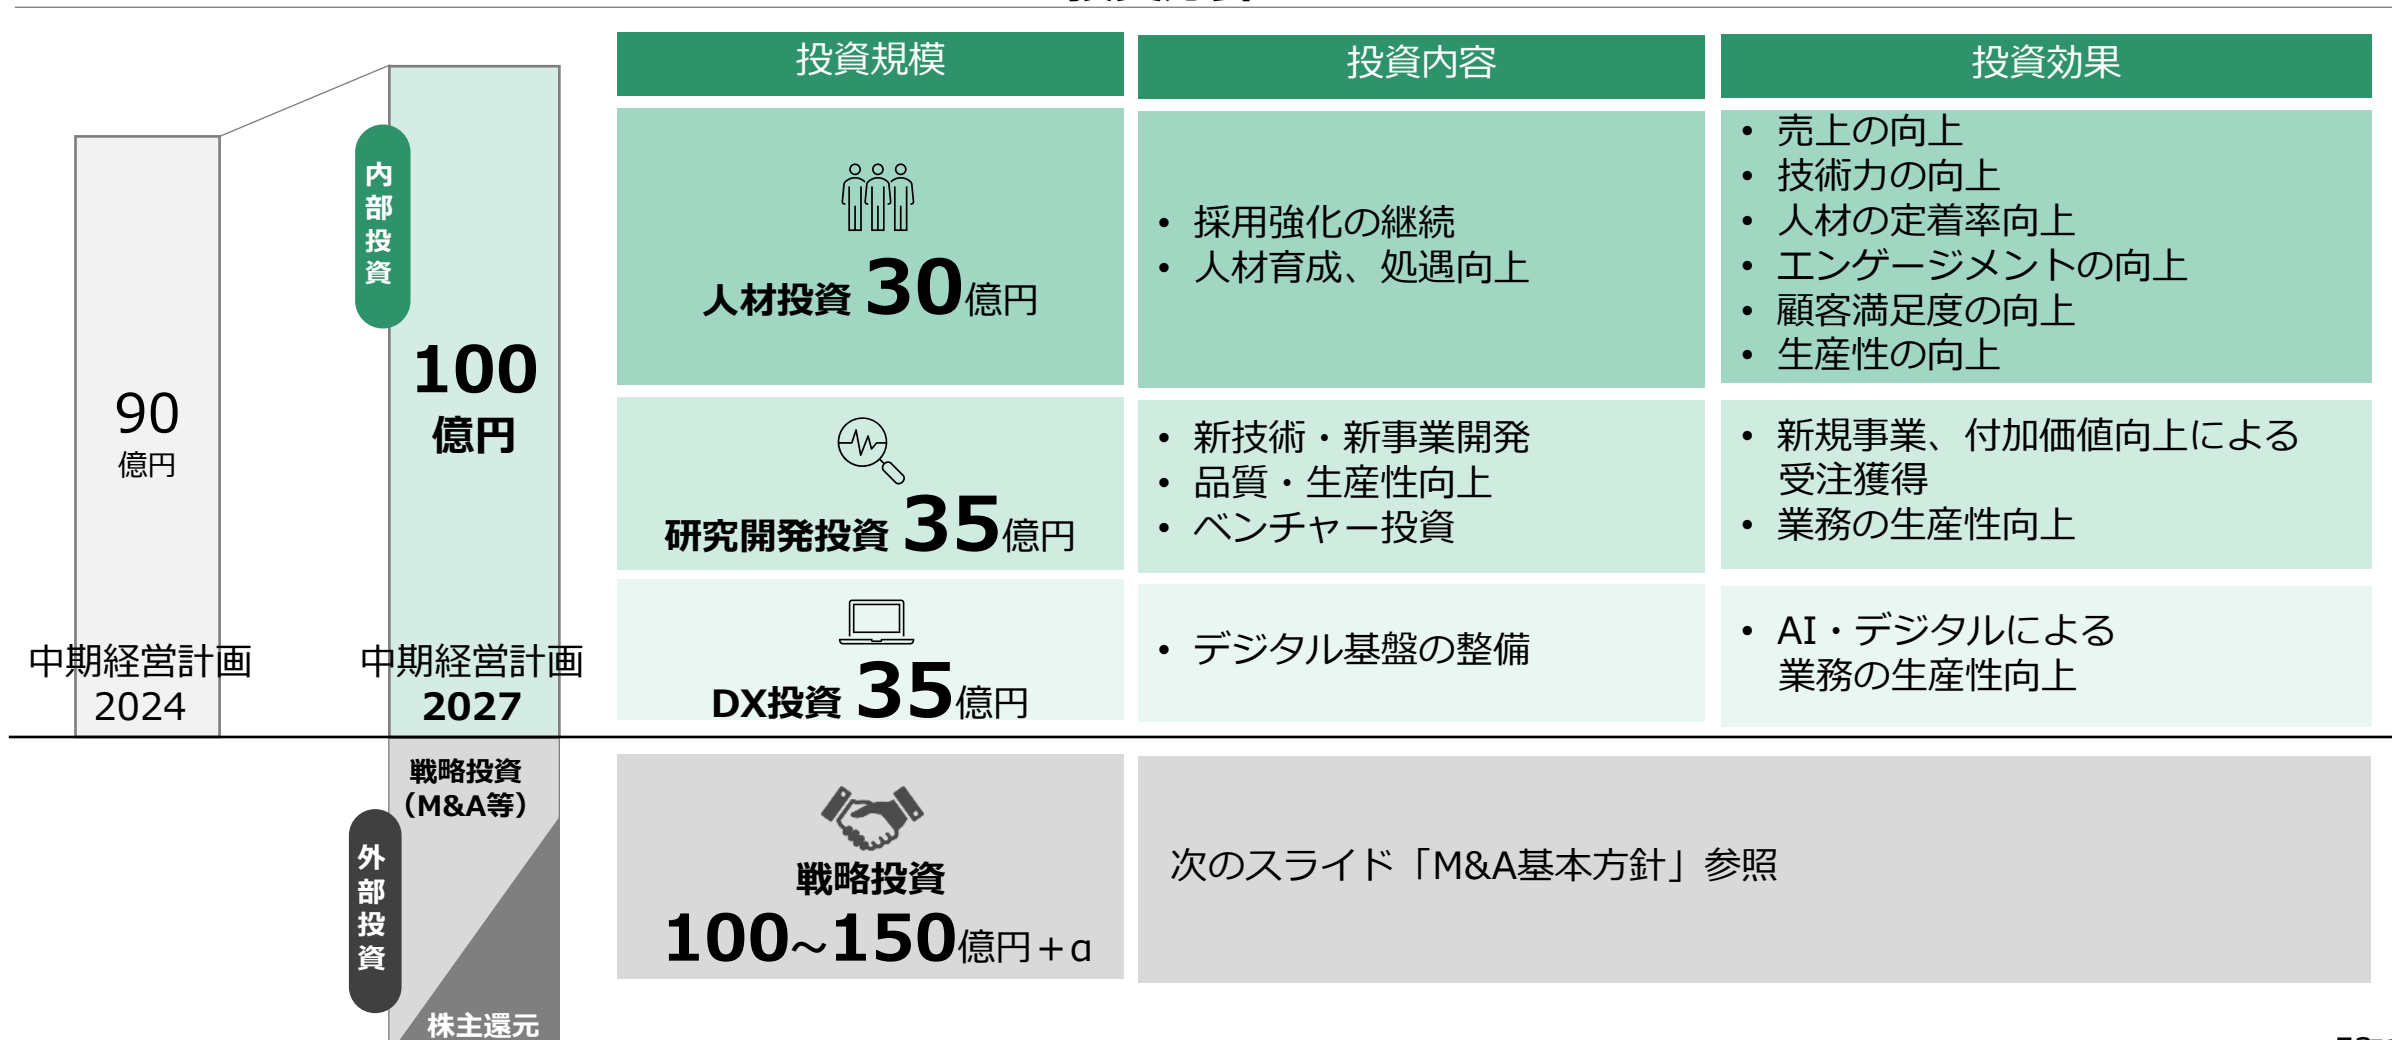 投資規模
投資内容
投資効果
90
億円
中期経営計画
2024
内部投資
100
億円
中期経営計画
2027
人材投資 30億円
• 採用強化の継続
• 人材育成、処遇向上
• 売上の向上
• 技術力の向上
• 人材の定着率向上
• エンゲージメントの向上
• 顧客満足度の向上
• 生産性の向上
研究開発投資 35億円
• 新技術・新事業開発
• 品質・生産性向上
• ベンチャー投資
• 新規事業、付加価値向上による
受注獲得
• 業務の生産性向上
DX投資 35億円
• デジタル基盤の整備
• AI・デジタルによる
業務の生産性向上
外部投資
戦略投資
（M&A等）
株主還元
戦略投資
100～150億円＋α
次のスライド「M&A基本方針」参照